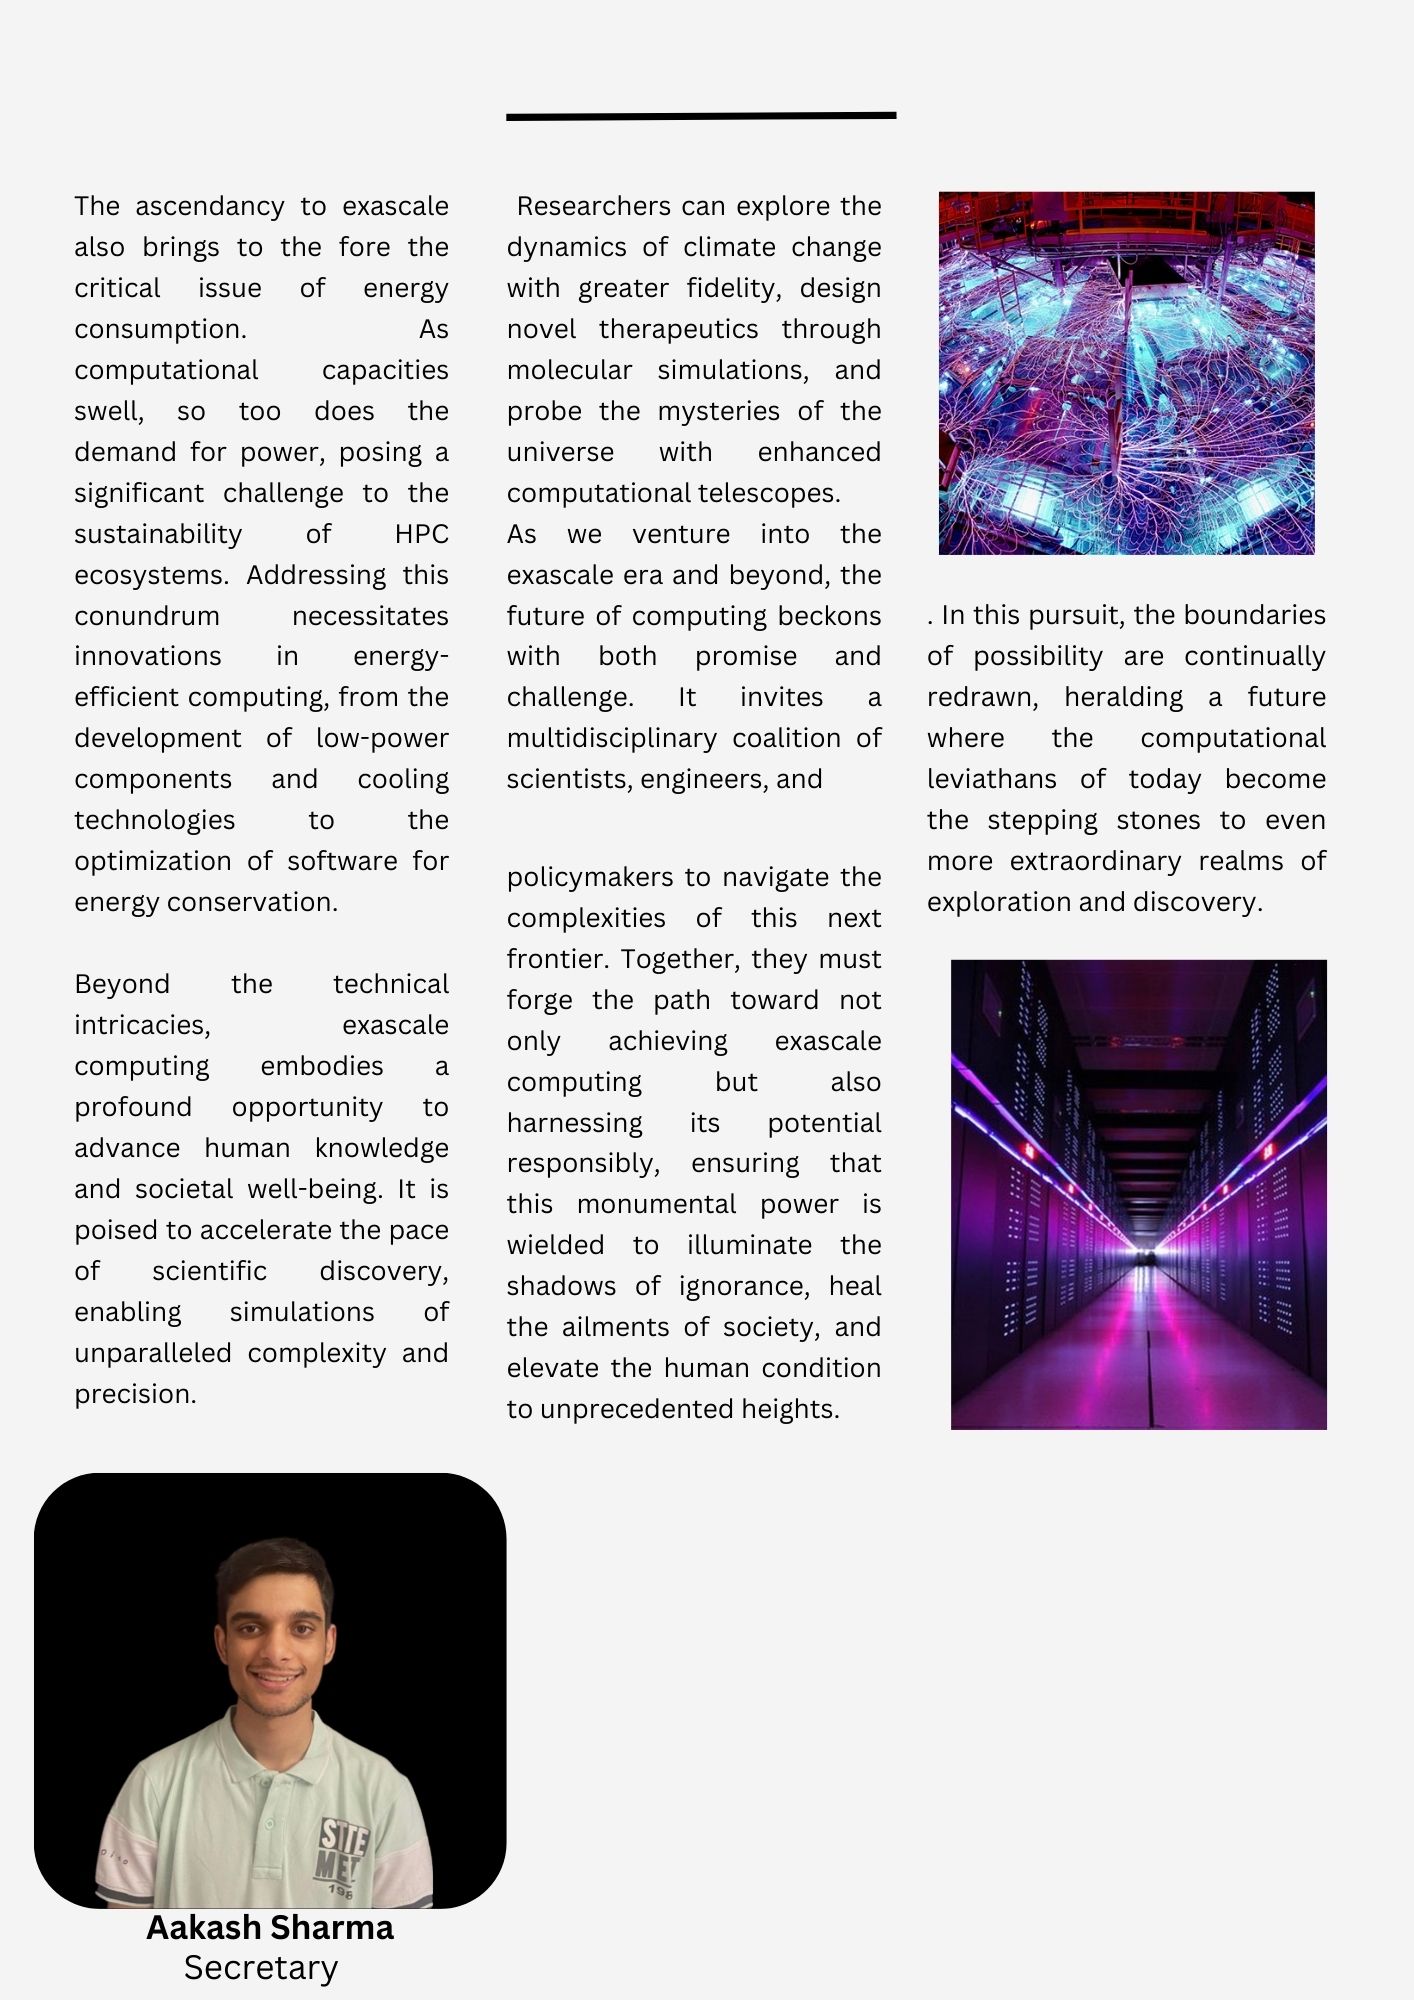 The ascendancy to exascale
also brings to the fore the
critical issue of energy
consumption. As
computational capacities
swell, so too does the
demand for power, posing a
significant challenge to the
sustainability of HPC
ecosystems. Addressing this
conundrum necessitates
innovations in energy-
efficient computing, from the
development of low-power
components and cooling
technologies to the
optimization of software for
energy conservation.
Beyond the technical
intricacies, exascale
computing embodies a
profound opportunity to
advance human knowledge
and societal well-being. It is
poised to accelerate the pace
of scientific discovery,
enabling simulations of
unparalleled complexity and
precision.
Researchers can explore the
dynamics of climate change
with greater fidelity, design
novel therapeutics through
molecular simulations, and
probe the mysteries of the
universe with enhanced
computational telescopes.
As we venture into the
exascale era and beyond, the
future of computing beckons
with both promise and
challenge. It invites a
multidisciplinary coalition of
scientists, engineers, and
policymakers to navigate the
complexities of this next
frontier. Together, they must
forge the path toward not
only achieving exascale
computing but also
harnessing its potential
responsibly, ensuring that
this monumental power is
wielded to illuminate the
shadows of ignorance, heal
the ailments of society, and
elevate the human condition
to unprecedented heights.
. In this pursuit, the boundaries
of possibility are continually
redrawn, heralding a future
where the computational
leviathans of today become
the stepping stones to even
more extraordinary realms of
exploration and discovery.
Aakash Sharma
Secretary